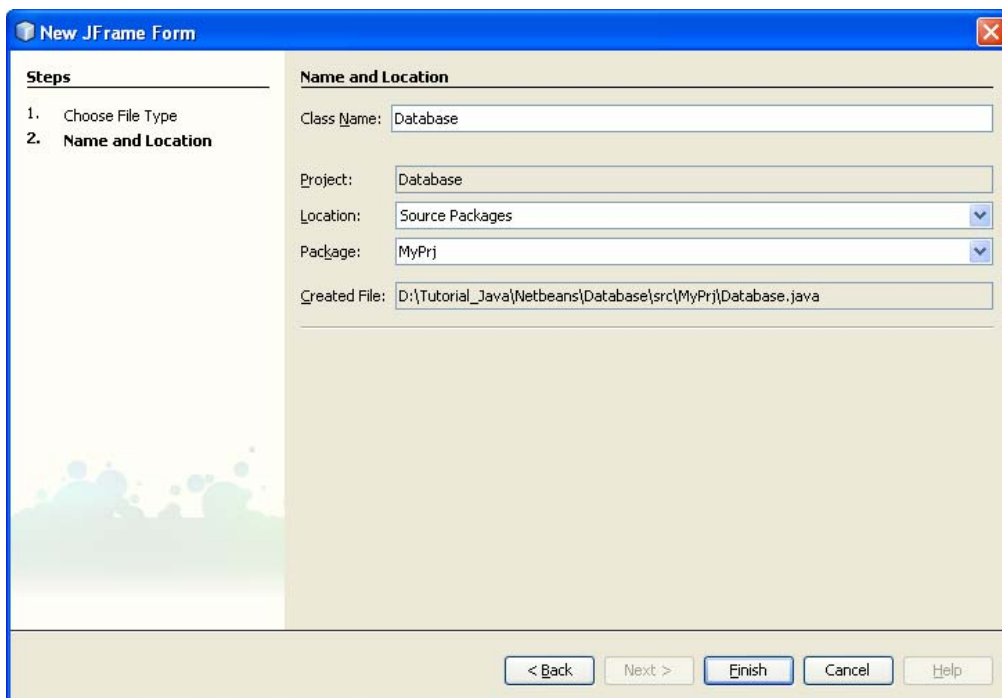 New JFrame Form
Steps
1. Choose File Type
2. Name and Location
Name and Location
Class Name: Database
Project: Database
Location: Source Packages
Package: MyPrj
Created File: D:\Tutorial_Java\Netbeans\Database\src\MyPrj\Database.java
< Back Next > Finish Cancel Help